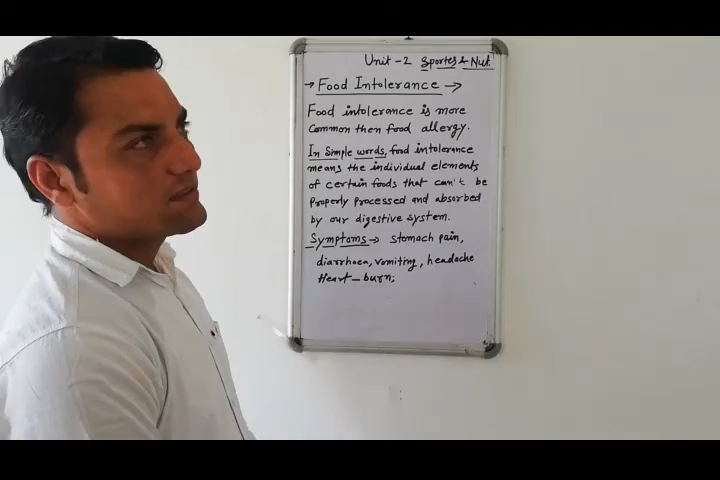 Unit-2 Sportes & Nut.
→ Food Intolerance →
Food intolerance is more
Common then food allergy.
In Simple words, food intolerance
means the individual elements
of certain foods that can't be
Properly processed and absorbed
by our digestive system.
Symptoms → Stomach pain,
diarrhoea, vomiting, headache
Heart-burn;